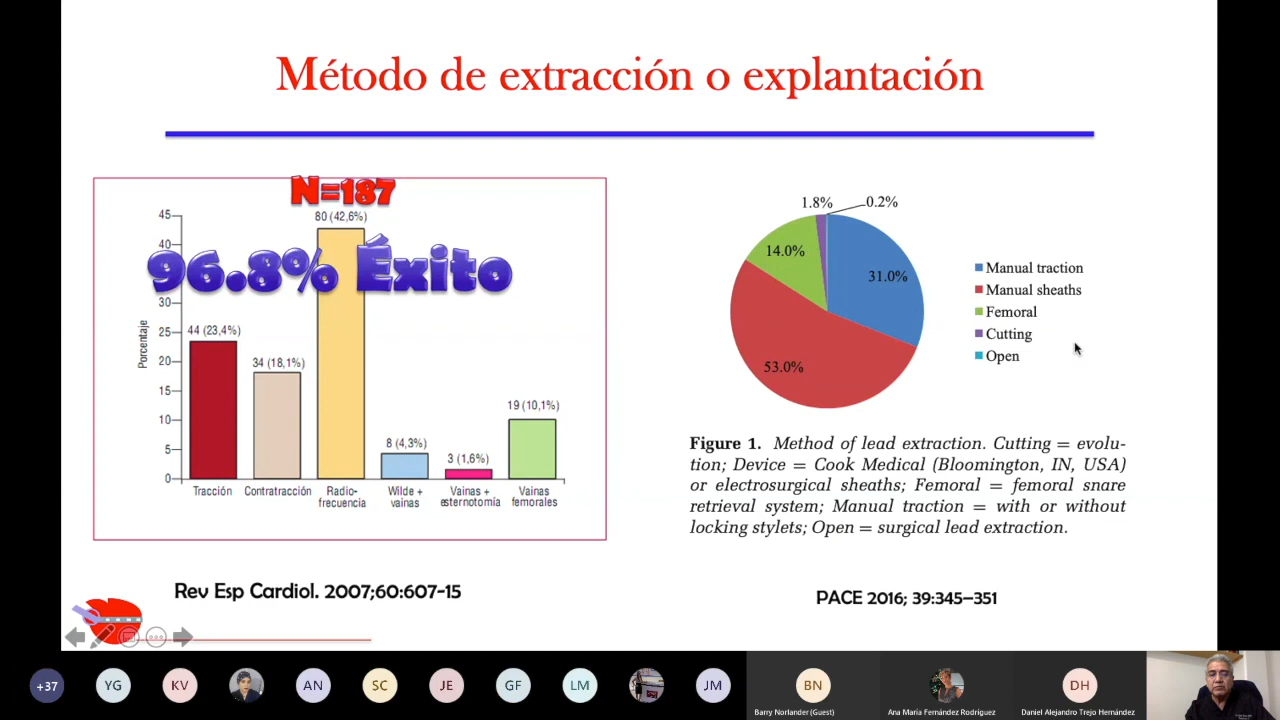 Método de extracción o explantación
N=187
96.8% Éxito
Porcentaje
45
40
30
25
20
15
10
5
0
44 (23,4%)
34 (18,1%)
80 (42,6%)
8 (4,3%)
3 (1,6%)
19 (10,1%)
Tracción
Contratracción
Radio-
frecuencia
Wilde +
vainas
Vainas +
esternotomía
Vainas
femorales
Rev Esp Cardiol. 2007;60:607-15
1.8%
0.2%
14.0%
31.0%
53.0%
Manual traction
Manual sheaths
Femoral
Cutting
Open
Figure 1. Method of lead extraction. Cutting = evolu-
tion; Device = Cook Medical (Bloomington, IN, USA)
or electrosurgical sheaths; Femoral = femoral snare
retrieval system; Manual traction = with or without
locking stylets; Open = surgical lead extraction.
PACE 2016; 39:345–351
+37
YG
KV
AN
SC
JE
GF
LM
JM
BN
Barry Norlander (Guest)
Ana María Fernández Rodríguez
DH
Daniel Alejandro Trejo Hernández